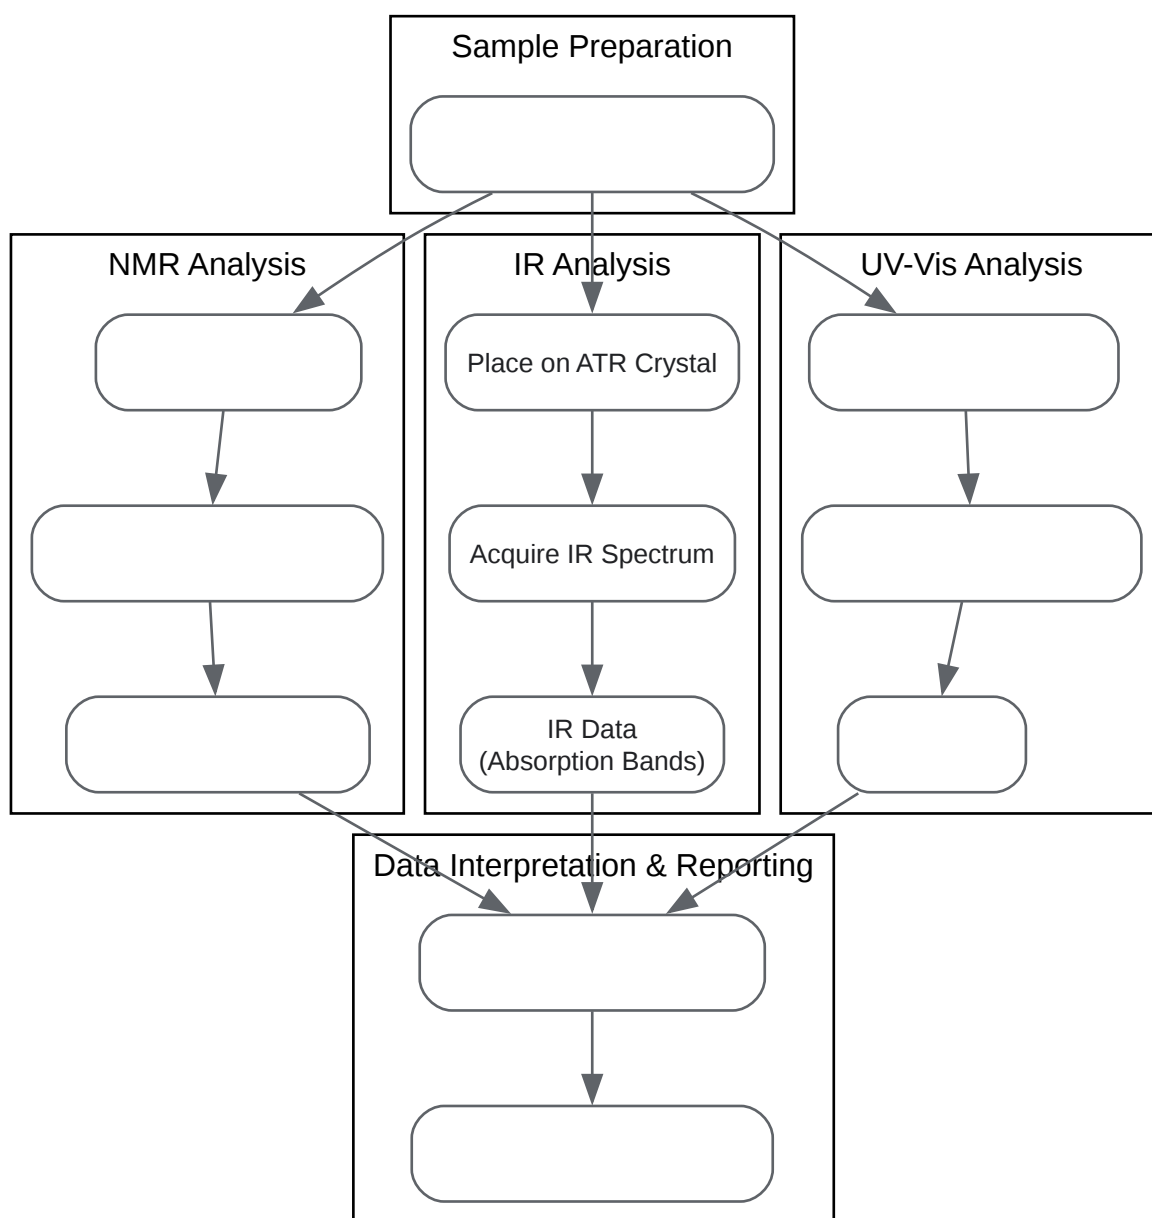 Sample Preparation
NMR Analysis
IR Analysis
UV-Vis Analysis
Place on ATR Crystal
Acquire IR Spectrum
IR Data
(Absorption Bands)
Data Interpretation & Reporting